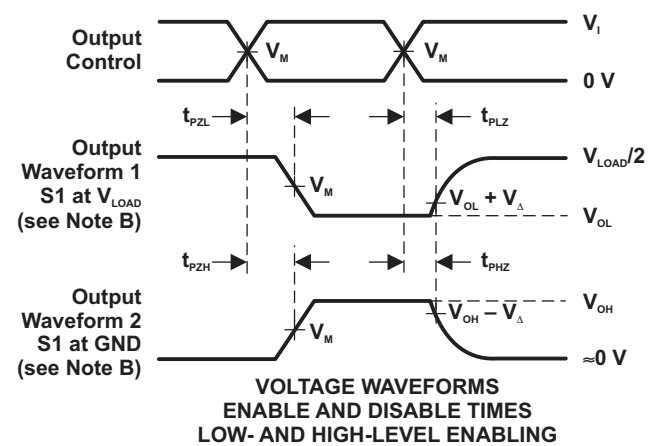 Output
Control
V_M
V_M
V_I
0 V
t_PZL
t_PLZ
Output
Waveform 1
S1 at V_LOAD
(see Note B)
V_M
V_OL + V_Δ
V_LOAD/2
V_OL
t_PZH
t_PHZ
Output
Waveform 2
S1 at GND
(see Note B)
V_M
V_OH – V_Δ
V_OH
≈0 V
VOLTAGE WAVEFORMS
ENABLE AND DISABLE TIMES
LOW- AND HIGH-LEVEL ENABLING